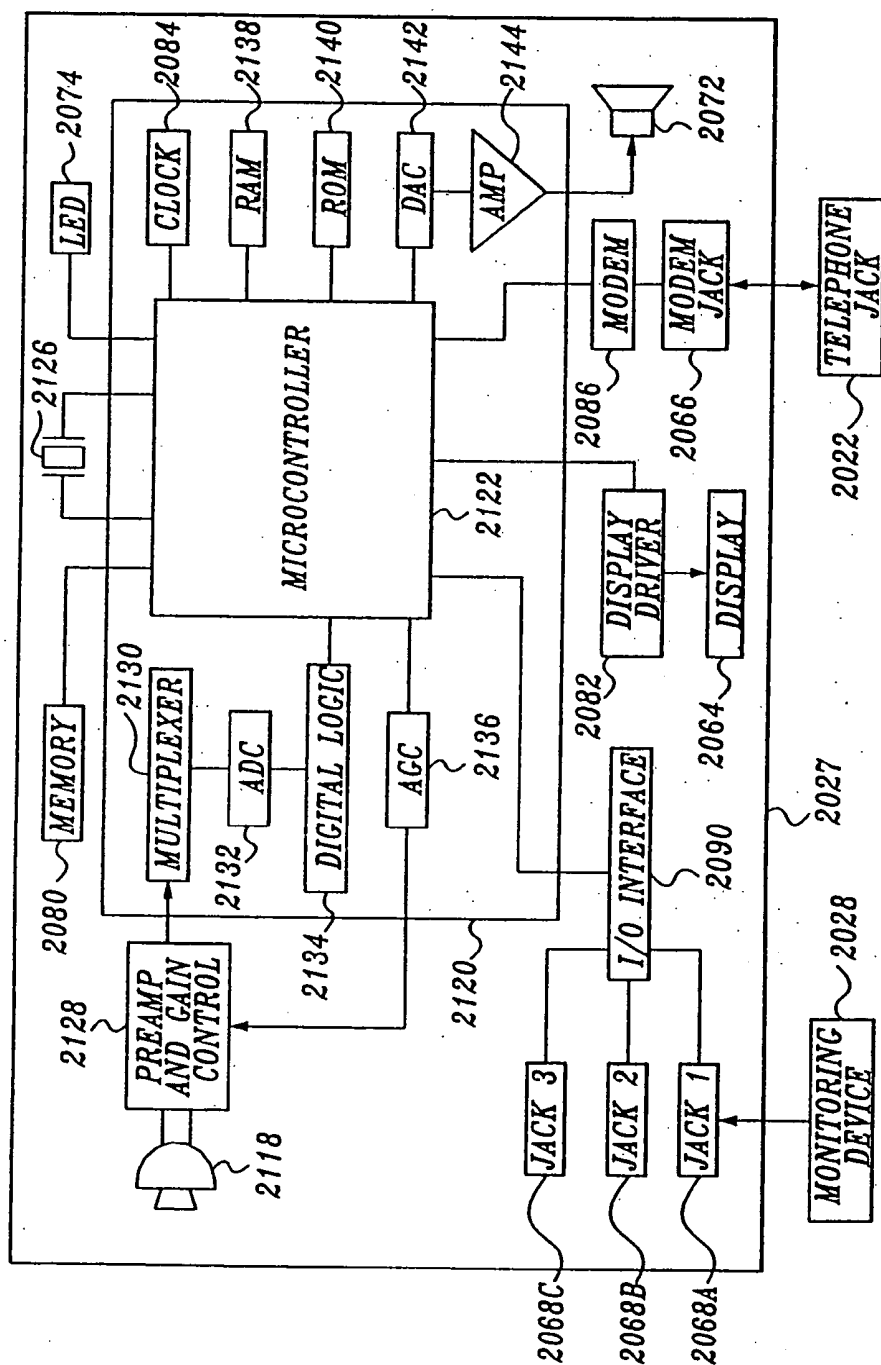 2074
LED
2126
MEMORY
2080
CLOCK
2084
RAM
2138
ROM
2140
DAC
2142
AMP
2144
2072
MICROCONTROLLER
2122
MULTIPLEXER
2130
ADC
2132
DIGITAL LOGIC
2134
AGC
2136
2120
2128
PREAMP
AND GAIN
CONTROL
2118
JACK 3
2068C
JACK 2
2068B
JACK 1
2068A
I/O INTERFACE
2090
DISPLAY
DRIVER
2082
DISPLAY
2064
MODEM
2086
MODEM
JACK
2066
2027
MONITORING
DEVICE
2028
TELEPHONE
JACK
2022